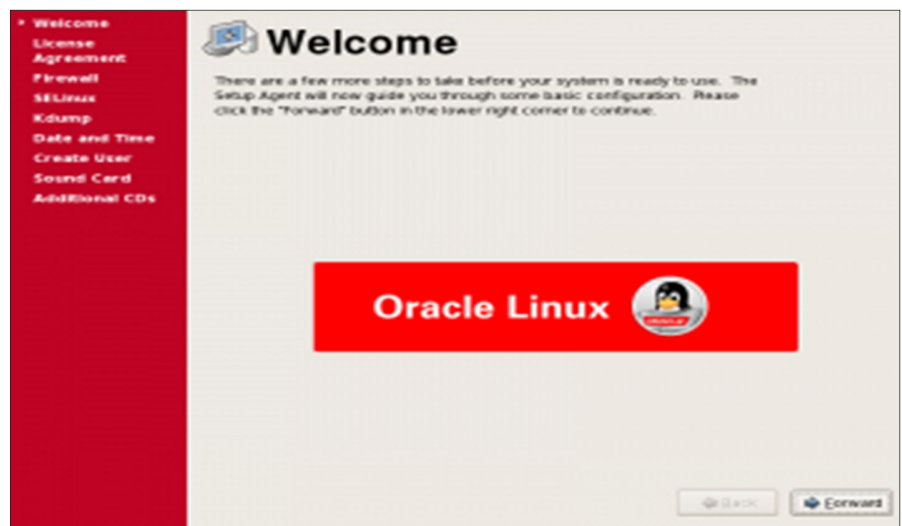 Welcome
License
Agreement
Firewall
SELinux
Kdump
Date and Time
Create User
Sound Card
Additional CDs
Welcome
There are a few more steps to take before your system is ready to use. The
Setup Agent will now guide you through some basic configuration. Please
click the "Forward" button in the lower right corner to continue.
Oracle Linux
Back
Forward